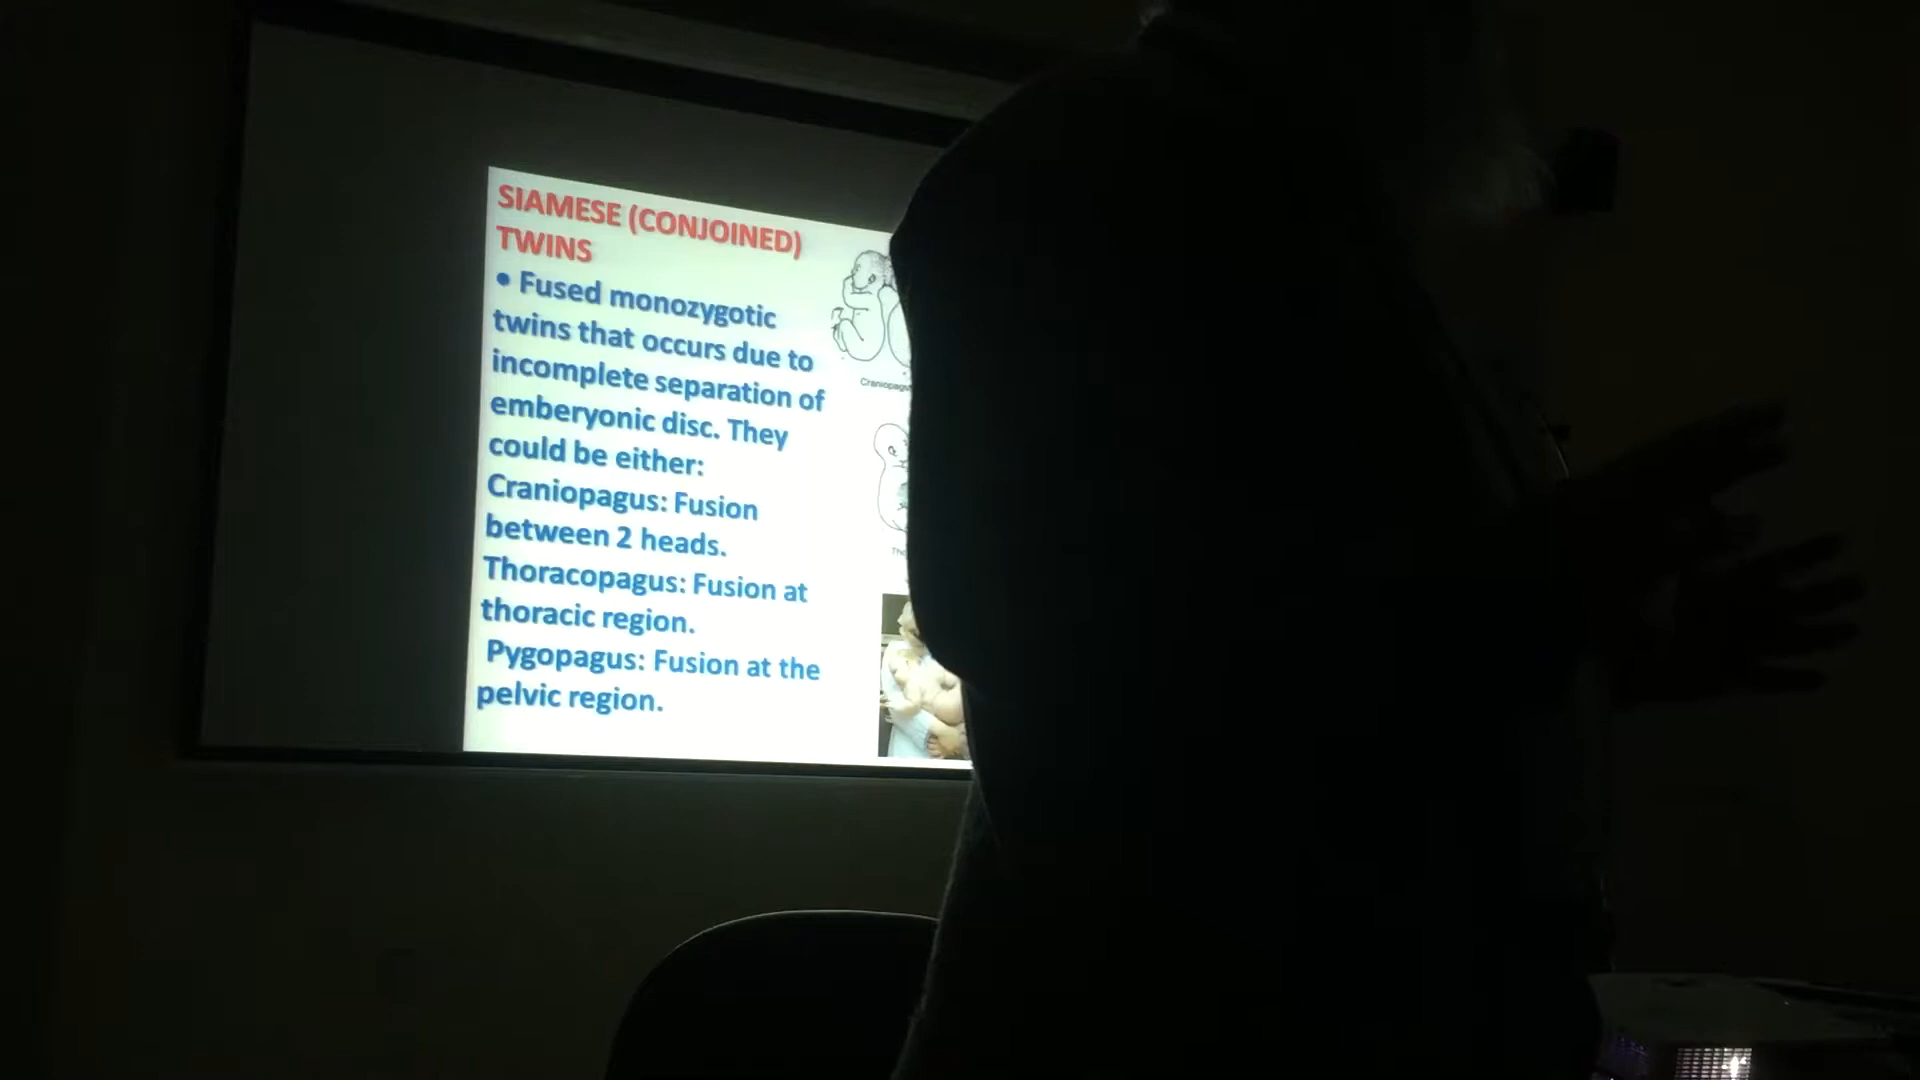 SIAMESE (CONJOINED)
TWINS
• Fused monozygotic
twins that occurs due to
incomplete separation of
emberyonic disc. They
could be either:
Craniopagus: Fusion
between 2 heads.
Thoracopagus: Fusion at
thoracic region.
Pygopagus: Fusion at the
pelvic region.